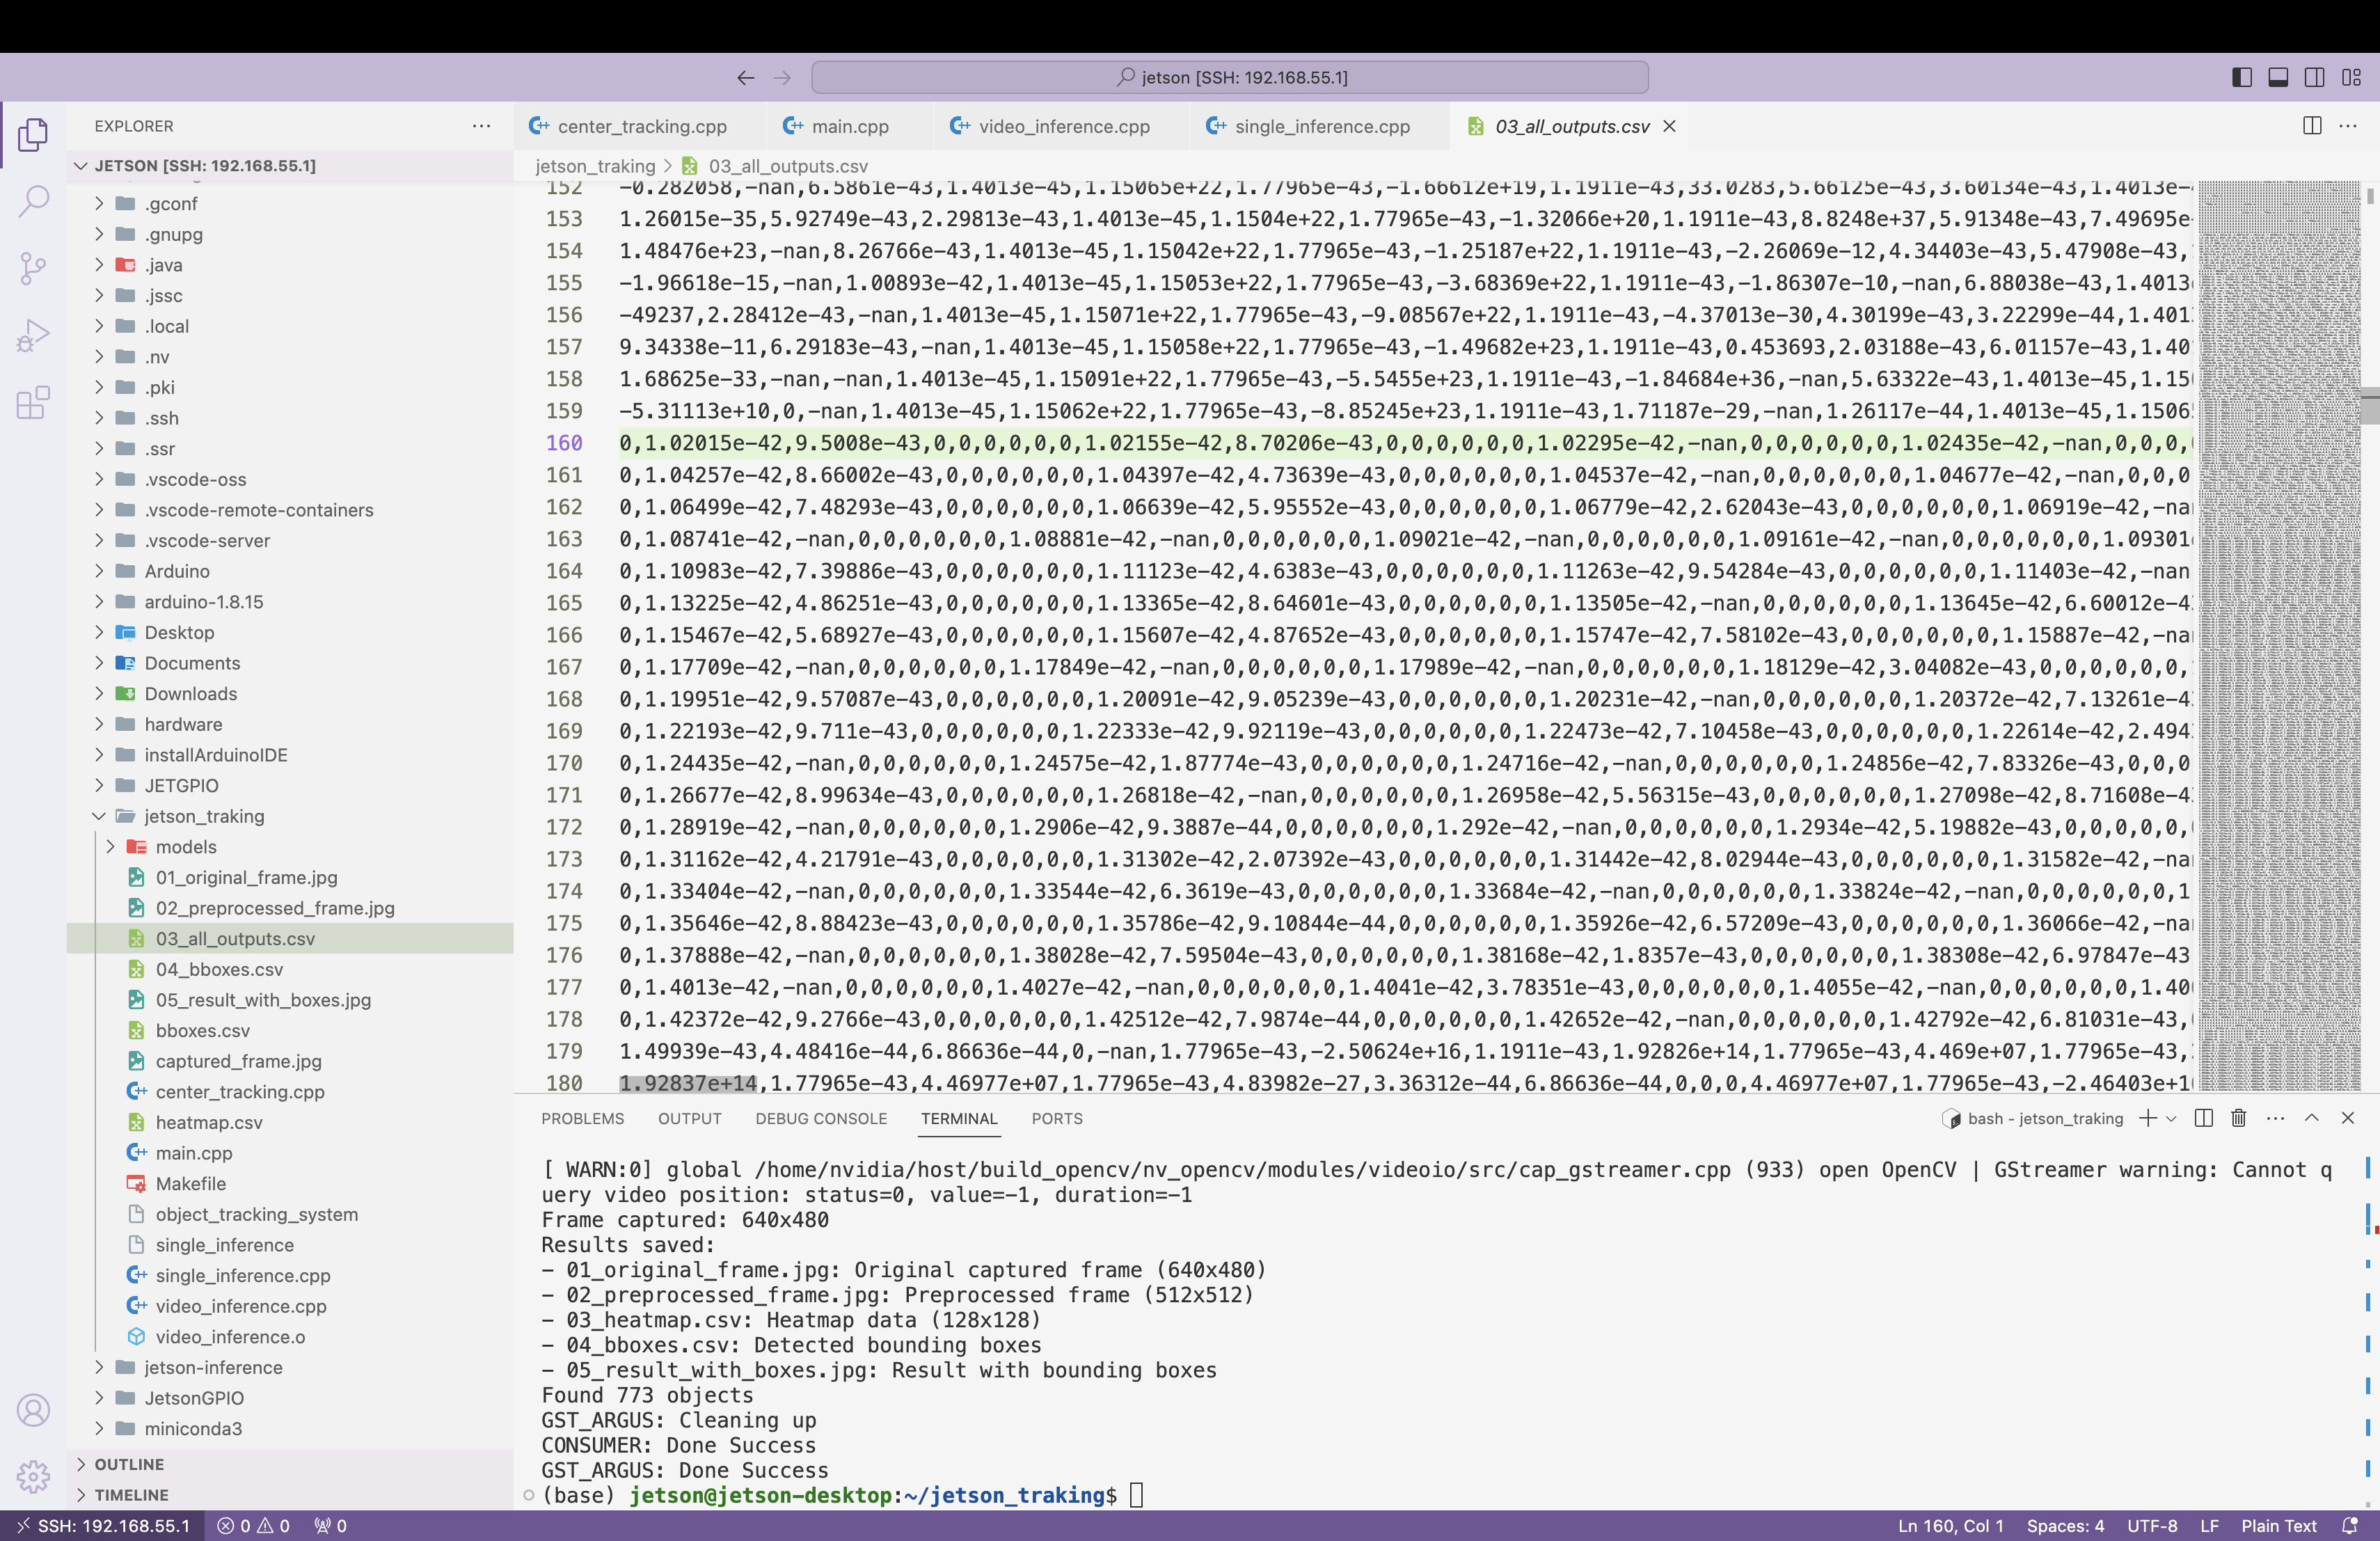 jetson [SSH: 192.168.55.1]
EXPLORER
center_tracking.cpp
main.cpp
video_inference.cpp
single_inference.cpp
03_all_outputs.csv
JETSON [SSH: 192.168.55.1]
jetson_traking > 03_all_outputs.csv
.gconf
.gnupg
.java
.jssc
.local
.nv
.pki
.ssh
.ssr
.vscode-oss
.vscode-remote-containers
.vscode-server
Arduino
arduino-1.8.15
Desktop
Documents
Downloads
hardware
installArduinoIDE
JETGPIO
jetson_traking
models
01_original_frame.jpg
02_preprocessed_frame.jpg
03_all_outputs.csv
04_bboxes.csv
05_result_with_boxes.jpg
bboxes.csv
captured_frame.jpg
center_tracking.cpp
heatmap.csv
main.cpp
Makefile
object_tracking_system
single_inference
single_inference.cpp
video_inference.cpp
video_inference.o
jetson-inference
JetsonGPIO
miniconda3
OUTLINE
TIMELINE
152 -0.282058,-nan,6.5861e-43,1.4013e-45,1.15065e+22,1.77965e-43,-1.66612e+19,1.1911e-43,33.0283,5.66125e-43,3.60134e-43,1.4013e-
153 1.26015e-35,5.92749e-43,2.29813e-43,1.4013e-45,1.1504e+22,1.77965e-43,-1.32066e+20,1.1911e-43,8.8248e+37,5.91348e-43,7.49695e-
154 1.48476e+23,-nan,8.26766e-43,1.4013e-45,1.15042e+22,1.77965e-43,-1.25187e+22,1.1911e-43,-2.26069e-12,4.34403e-43,5.47908e-43,
155 -1.96618e-15,-nan,1.00893e-42,1.4013e-45,1.15053e+22,1.77965e-43,-3.68369e+22,1.1911e-43,-1.86307e-10,-nan,6.88038e-43,1.4013
156 -49237,2.28412e-43,-nan,1.4013e-45,1.15071e+22,1.77965e-43,-9.08567e+22,1.1911e-43,-4.37013e-30,4.30199e-43,3.22299e-44,1.401
157 9.34338e-11,6.29183e-43,-nan,1.4013e-45,1.15058e+22,1.77965e-43,-1.49682e+23,1.1911e-43,0.453693,2.03188e-43,6.01157e-43,1.40
158 1.68625e-33,-nan,-nan,1.4013e-45,1.15091e+22,1.77965e-43,-5.5455e+23,1.1911e-43,-1.84684e+36,-nan,5.63322e-43,1.4013e-45,1.15
159 -5.31113e+10,0,-nan,1.4013e-45,1.15062e+22,1.77965e-43,-8.85245e+23,1.1911e-43,1.71187e-29,-nan,1.26117e-44,1.4013e-45,1.1506
160 0,1.02015e-42,9.5008e-43,0,0,0,0,0,0,1.02155e-42,8.70206e-43,0,0,0,0,0,0,1.02295e-42,-nan,0,0,0,0,0,0,1.02435e-42,-nan,0,0,0,
161 0,1.04257e-42,8.66002e-43,0,0,0,0,0,0,1.04397e-42,4.73639e-43,0,0,0,0,0,0,1.04537e-42,-nan,0,0,0,0,0,0,1.04677e-42,-nan,0,0,0
162 0,1.06499e-42,7.48293e-43,0,0,0,0,0,0,1.06639e-42,5.95552e-43,0,0,0,0,0,0,1.06779e-42,2.62043e-43,0,0,0,0,0,0,1.06919e-42,-na
163 0,1.08741e-42,-nan,0,0,0,0,0,0,1.08881e-42,-nan,0,0,0,0,0,0,1.09021e-42,-nan,0,0,0,0,0,0,1.09161e-42,-nan,0,0,0,0,0,0,1.09301
164 0,1.10983e-42,7.39886e-43,0,0,0,0,0,0,1.11123e-42,4.6383e-43,0,0,0,0,0,0,1.11263e-42,9.54284e-43,0,0,0,0,0,0,1.11403e-42,-nan
165 0,1.13225e-42,4.86251e-43,0,0,0,0,0,0,1.13365e-42,8.64601e-43,0,0,0,0,0,0,1.13505e-42,-nan,0,0,0,0,0,0,1.13645e-42,6.60012e-4
166 0,1.15467e-42,5.68927e-43,0,0,0,0,0,0,1.15607e-42,4.87652e-43,0,0,0,0,0,0,1.15747e-42,7.58102e-43,0,0,0,0,0,0,1.15887e-42,-na
167 0,1.17709e-42,-nan,0,0,0,0,0,0,1.17849e-42,-nan,0,0,0,0,0,0,1.17989e-42,-nan,0,0,0,0,0,0,1.18129e-42,3.04082e-43,0,0,0,0,0,0,
168 0,1.19951e-42,9.57087e-43,0,0,0,0,0,0,1.20091e-42,9.05239e-43,0,0,0,0,0,0,1.20231e-42,-nan,0,0,0,0,0,0,1.20372e-42,7.13261e-4
169 0,1.22193e-42,9.711e-43,0,0,0,0,0,0,1.22333e-42,9.92119e-43,0,0,0,0,0,0,1.22473e-42,7.10458e-43,0,0,0,0,0,0,1.22614e-42,2.494
170 0,1.24435e-42,-nan,0,0,0,0,0,0,1.24575e-42,1.87774e-43,0,0,0,0,0,0,1.24716e-42,-nan,0,0,0,0,0,0,1.24856e-42,7.83326e-43,0,0,0
171 0,1.26677e-42,8.99634e-43,0,0,0,0,0,0,1.26818e-42,-nan,0,0,0,0,0,0,1.26958e-42,5.56315e-43,0,0,0,0,0,0,1.27098e-42,8.71608e-4
172 0,1.28919e-42,-nan,0,0,0,0,0,0,1.2906e-42,9.3887e-44,0,0,0,0,0,0,1.292e-42,-nan,0,0,0,0,0,0,1.2934e-42,5.19882e-43,0,0,0,0,0,
173 0,1.31162e-42,4.21791e-43,0,0,0,0,0,0,1.31302e-42,2.07392e-43,0,0,0,0,0,0,1.31442e-42,8.02944e-43,0,0,0,0,0,0,1.31582e-42,-na
174 0,1.33404e-42,-nan,0,0,0,0,0,0,1.33544e-42,6.3619e-43,0,0,0,0,0,0,1.33684e-42,-nan,0,0,0,0,0,0,1.33824e-42,-nan,0,0,0,0,0,0,1
175 0,1.35646e-42,8.88423e-43,0,0,0,0,0,0,1.35786e-42,9.10844e-44,0,0,0,0,0,0,1.35926e-42,6.57209e-43,0,0,0,0,0,0,1.36066e-42,-na
176 0,1.37888e-42,-nan,0,0,0,0,0,0,1.38028e-42,7.59504e-43,0,0,0,0,0,0,1.38168e-42,1.8357e-43,0,0,0,0,0,0,1.38308e-42,6.97847e-43
177 0,1.4013e-42,-nan,0,0,0,0,0,0,1.4027e-42,-nan,0,0,0,0,0,0,1.4041e-42,3.78351e-43,0,0,0,0,0,0,1.4055e-42,-nan,0,0,0,0,0,0,1.40
178 0,1.42372e-42,9.2766e-43,0,0,0,0,0,0,1.42512e-42,7.9874e-44,0,0,0,0,0,0,1.42652e-42,-nan,0,0,0,0,0,0,1.42792e-42,6.81031e-43,
179 1.49939e-43,4.48416e-44,6.86636e-44,0,-nan,1.77965e-43,-2.50624e+16,1.1911e-43,1.92826e+14,1.77965e-43,4.469e+07,1.77965e-43,
180 1.92837e+14,1.77965e-43,4.46977e+07,1.77965e-43,4.83982e-27,3.36312e-44,6.86636e-44,0,0,0,4.46977e+07,1.77965e-43,-2.46403e+1
PROBLEMS OUTPUT DEBUG CONSOLE TERMINAL PORTS
bash - jetson_traking
[ WARN:0] global /home/nvidia/host/build_opencv/nv_opencv/modules/videoio/src/cap_gstreamer.cpp (933) open OpenCV | GStreamer warning: Cannot q
uery video position: status=0, value=-1, duration=-1
Frame captured: 640x480
Results saved:
- 01_original_frame.jpg: Original captured frame (640x480)
- 02_preprocessed_frame.jpg: Preprocessed frame (512x512)
- 03_heatmap.csv: Heatmap data (128x128)
- 04_bboxes.csv: Detected bounding boxes
- 05_result_with_boxes.jpg: Result with bounding boxes
Found 773 objects
GST_ARGUS: Cleaning up
CONSUMER: Done Success
GST_ARGUS: Done Success
(base) jetson@jetson-desktop:~/jetson_traking$
SSH: 192.168.55.1 0 0 0
Ln 160, Col 1 Spaces: 4 UTF-8 LF Plain Text